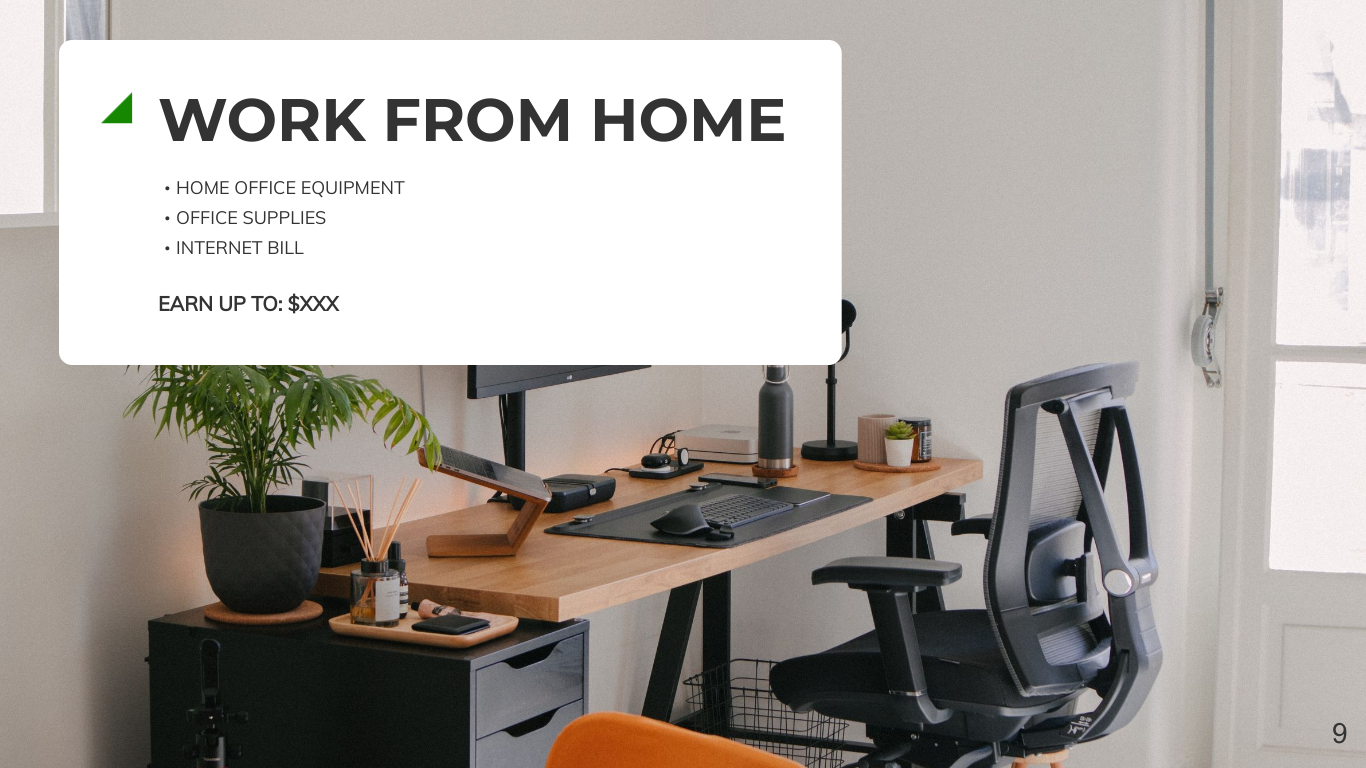 WORK FROM HOME
• HOME OFFICE EQUIPMENT
• OFFICE SUPPLIES
• INTERNET BILL
EARN UP TO: $XXX
9